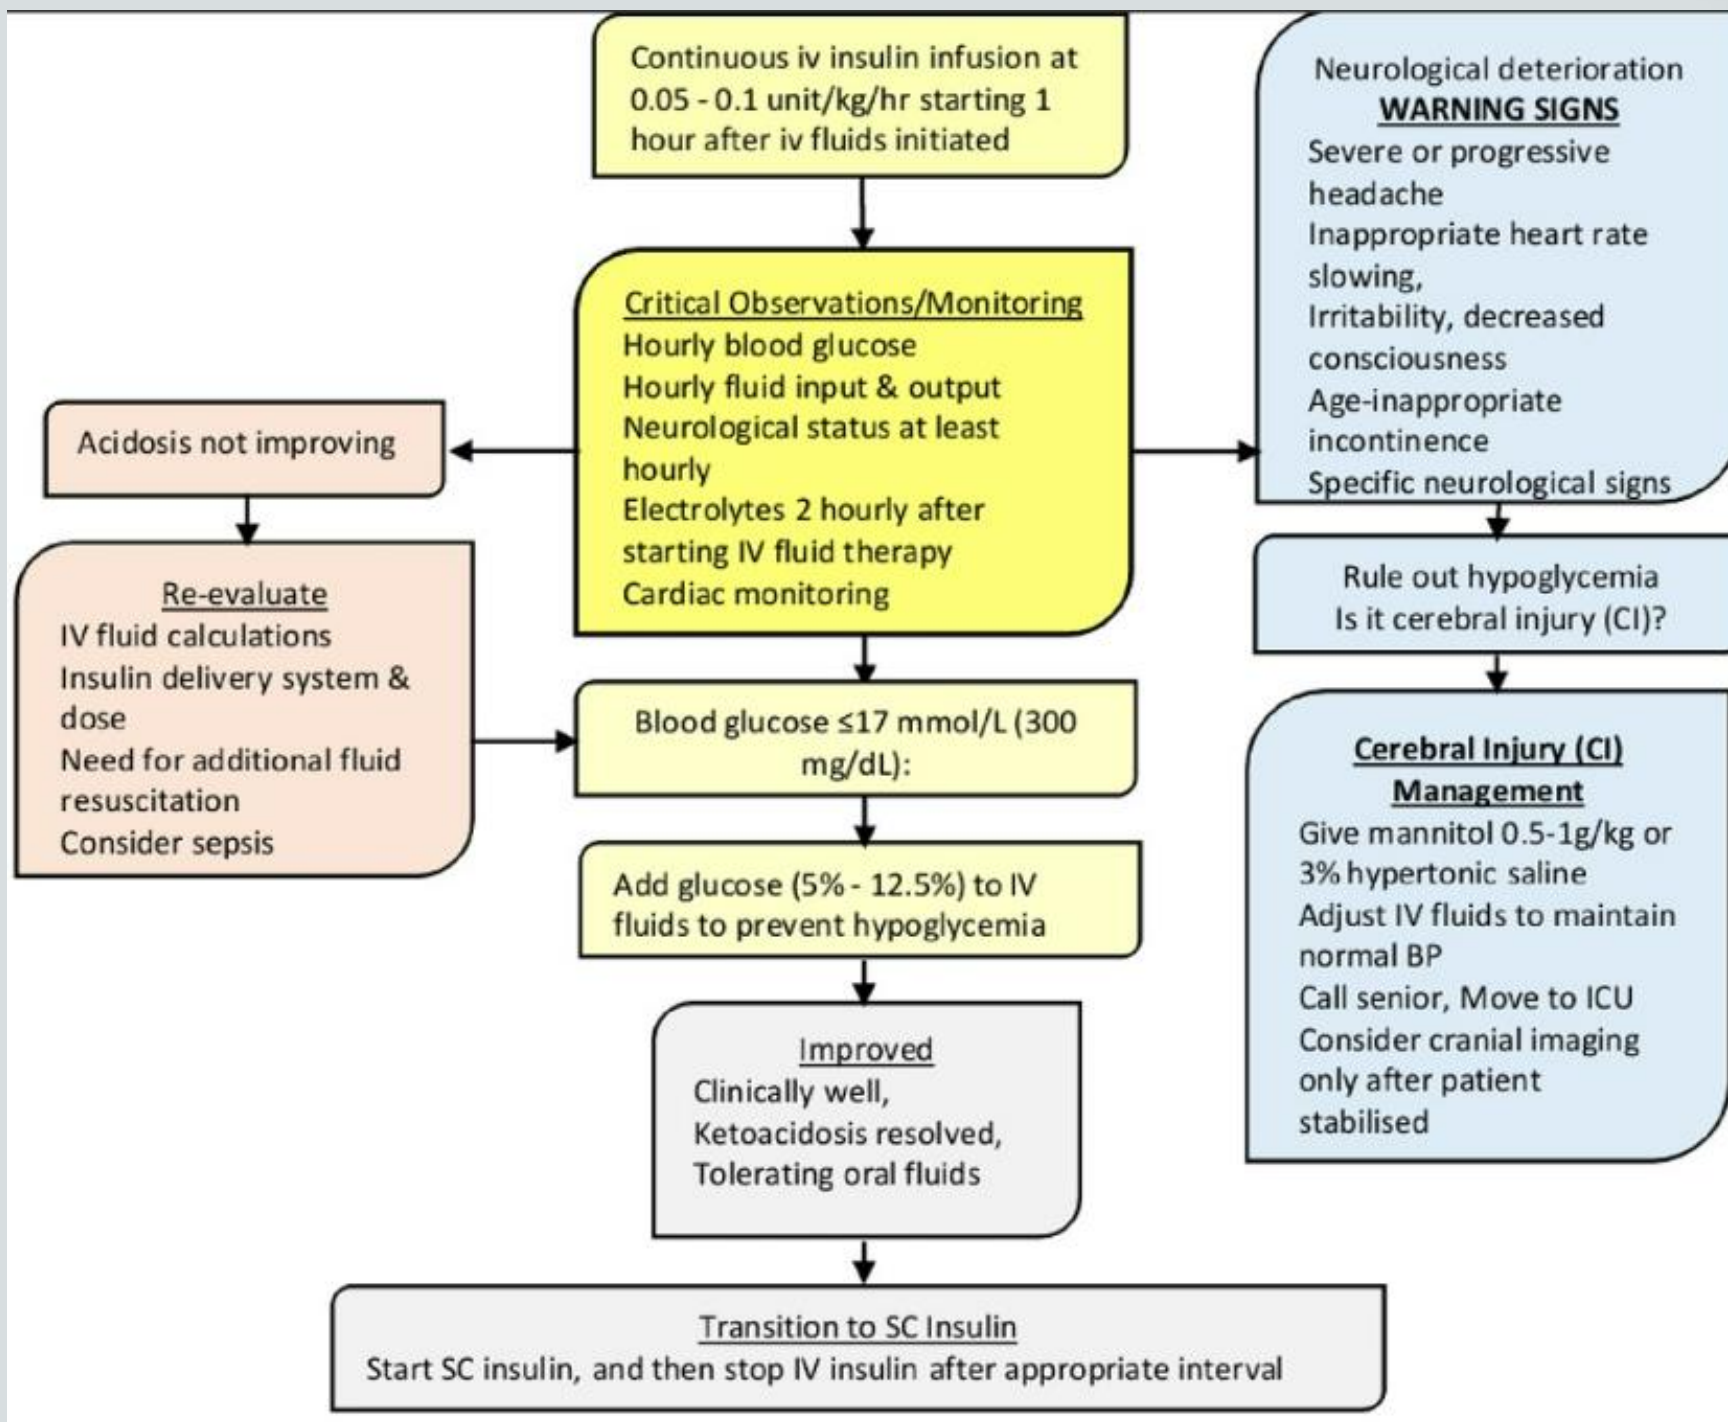 Continuous iv insulin infusion at
0.05 - 0.1 unit/kg/hr starting 1
hour after iv fluids initiated
Critical Observations/Monitoring
Hourly blood glucose
Hourly fluid input & output
Neurological status at least
hourly
Electrolytes 2 hourly after
starting IV fluid therapy
Cardiac monitoring
Acidosis not improving
Re-evaluate
IV fluid calculations
Insulin delivery system &
dose
Need for additional fluid
resuscitation
Consider sepsis
Neurological deterioration
WARNING SIGNS
Severe or progressive
headache
Inappropriate heart rate
slowing,
Irritability, decreased
consciousness
Age-inappropriate
incontinence
Specific neurological signs
Rule out hypoglycemia
Is it cerebral injury (CI)?
Cerebral Injury (CI)
Management
Give mannitol 0.5-1g/kg or
3% hypertonic saline
Adjust IV fluids to maintain
normal BP
Call senior, Move to ICU
Consider cranial imaging
only after patient
stabilised
Blood glucose ≤17 mmol/L (300
mg/dL):
Add glucose (5% - 12.5%) to IV
fluids to prevent hypoglycemia
Improved
Clinically well,
Ketoacidosis resolved,
Tolerating oral fluids
Transition to SC Insulin
Start SC insulin, and then stop IV insulin after appropriate interval